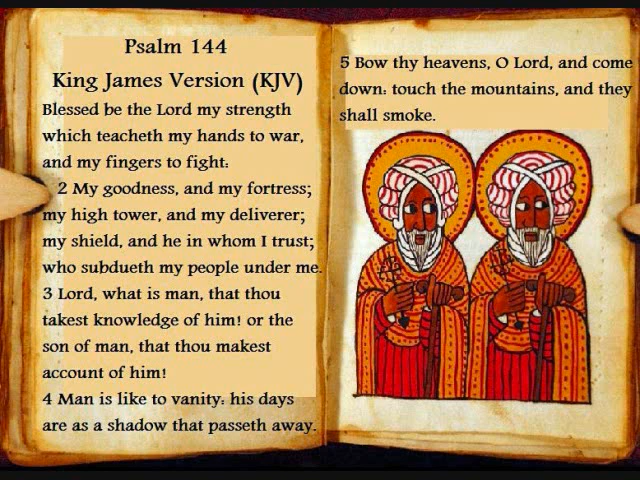 Psalm 144
King James Version (KJV)
Blessed be the Lord my strength
which teacheth my hands to war,
and my fingers to fight:
2 My goodness, and my fortress;
my high tower, and my deliverer;
my shield, and he in whom I trust;
who subdueth my people under me.
3 Lord, what is man, that thou
takest knowledge of him! or the
son of man, that thou makest
account of him!
4 Man is like to vanity: his days
are as a shadow that passeth away.
5 Bow thy heavens, O Lord, and come
down: touch the mountains, and they
shall smoke.